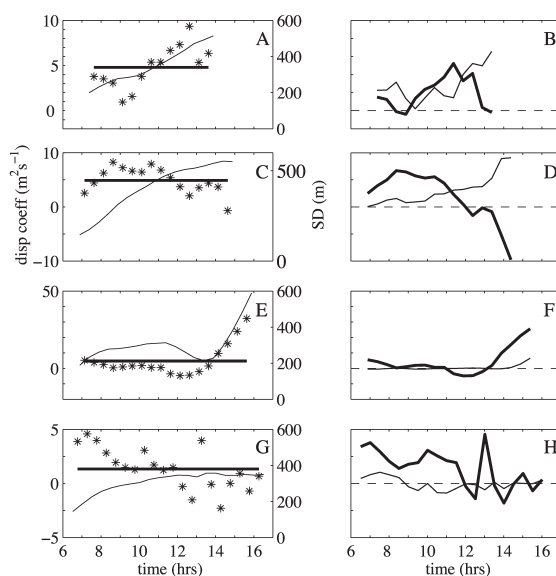 10 600
A B
5 400
200
0
0
10
C D
500
0
-10 0
disp coeff (m²s⁻¹)
SD (m)
50 600
E F
400
0 200
0
5 600
G H
400
0
200
-5 0
6 8 10 12 14 16 6 8 10 12 14 16
time (hrs) time (hrs)